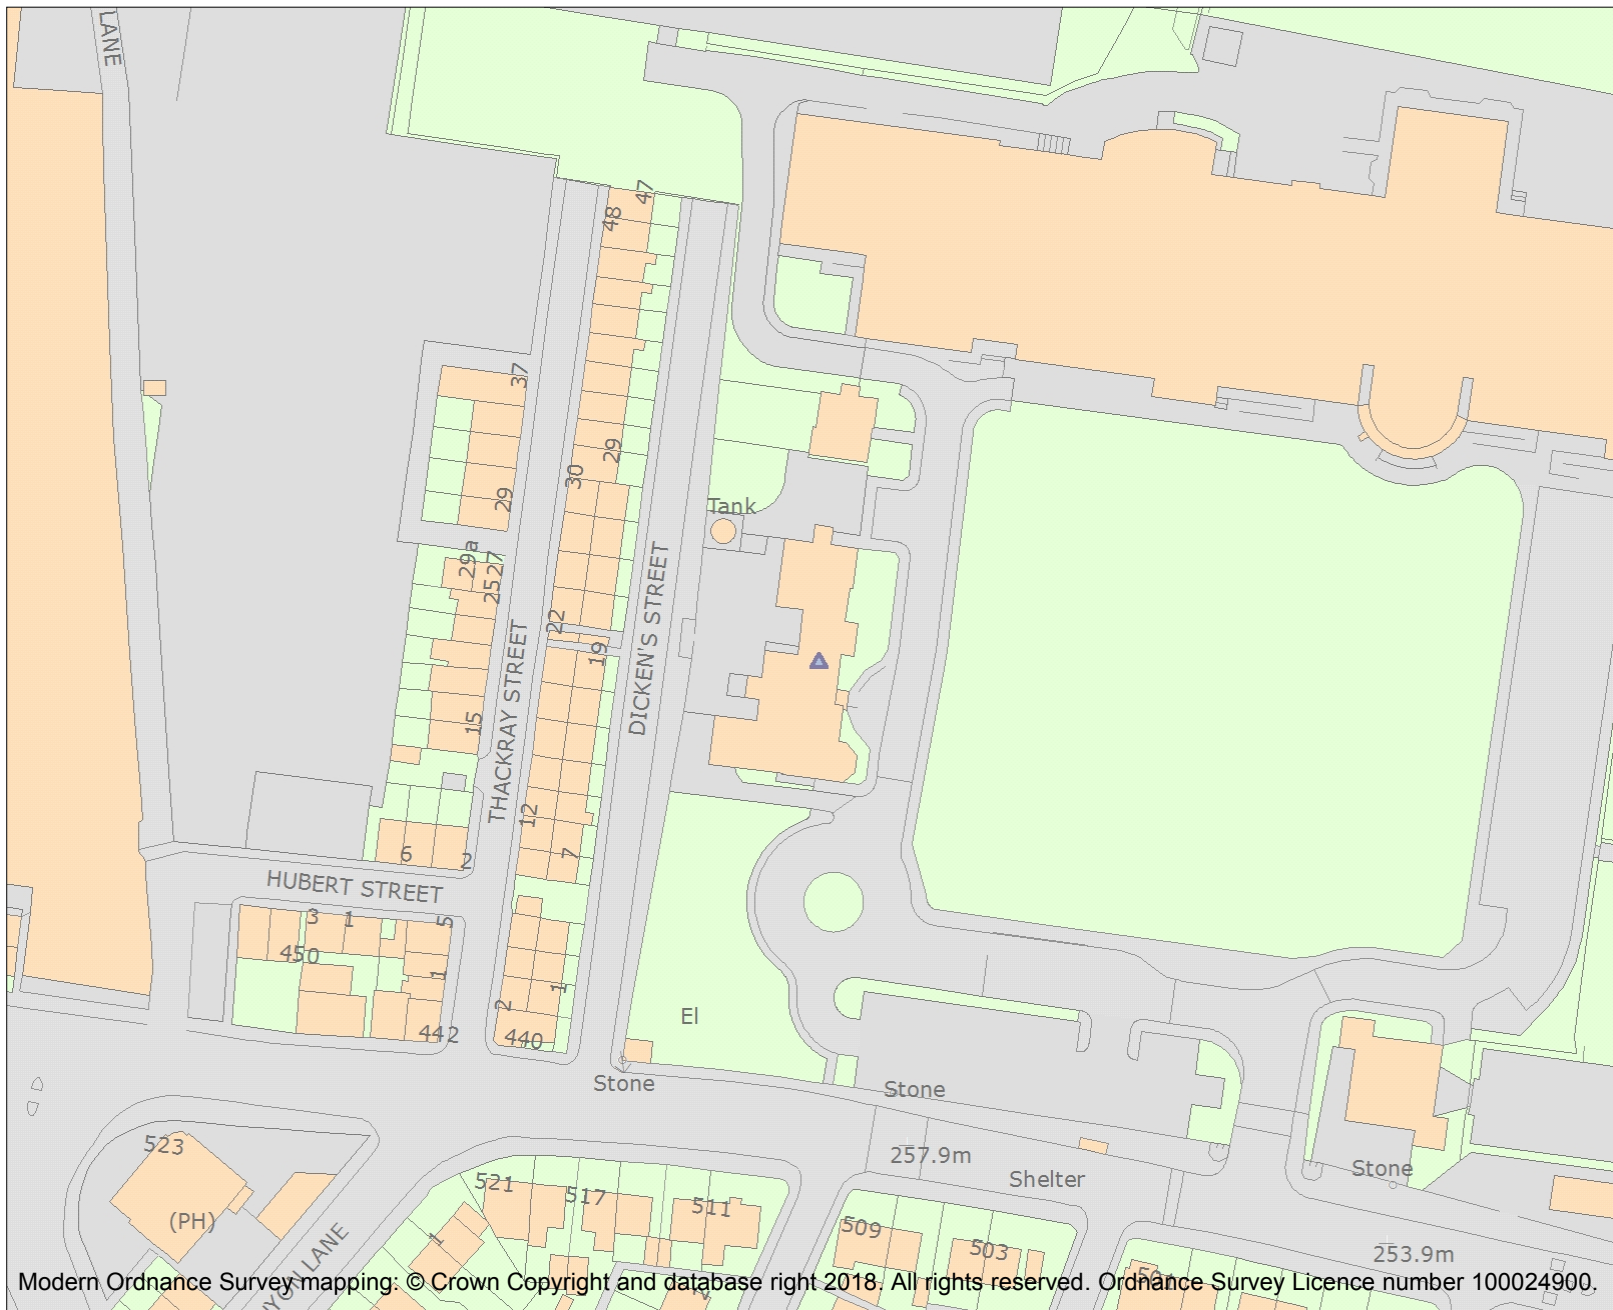 LANE
47
48
37
29
30
29
Tank
29a
27
25
22
19
DICKEN'S STREET
THACKRAY STREET
15
12
7
6
2
HUBERT STREET
3
1
5
450
1
2
1
442
440
El
Stone
Stone
523
257.9m
Shelter
Stone
521
517
511
(PH)
1
509
503
253.9m
Modern Ordnance Survey mapping: © Crown Copyright and database right 2018. All rights reserved. Ordnance Survey Licence number 100024900.